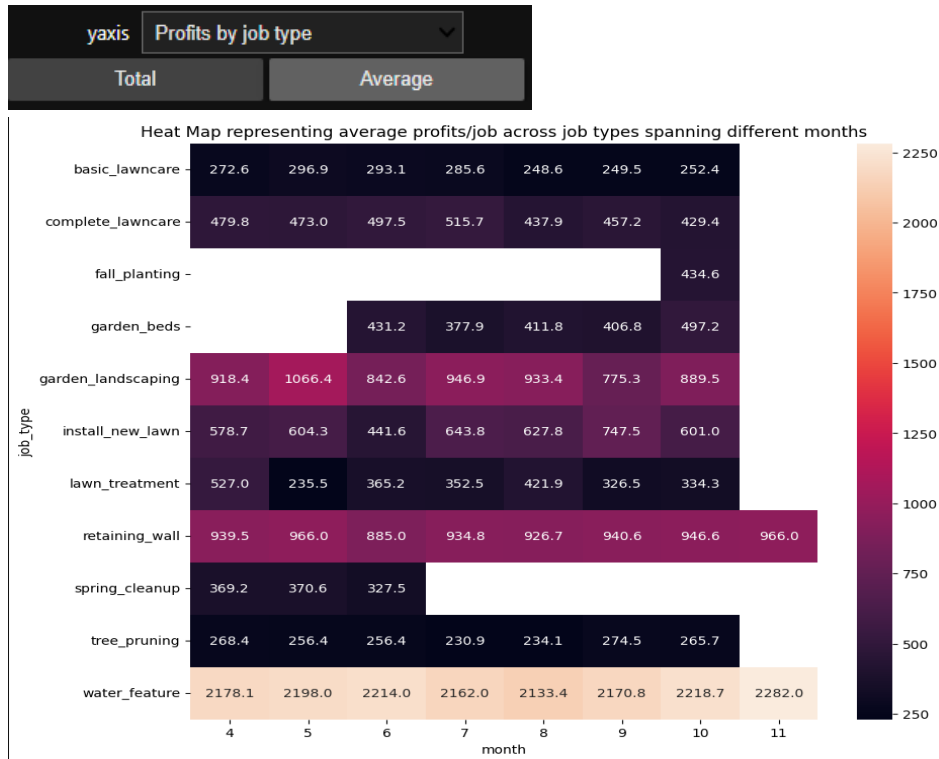 yaxis Profits by job type
Total Average
Heat Map representing average profits/job across job types spanning different months
basic_lawncare 272.6 296.9 293.1 285.6 248.6 249.5 252.4
complete_lawncare 479.8 473.0 497.5 515.7 437.9 457.2 429.4
fall_planting 434.6
garden_beds 431.2 377.9 411.8 406.8 497.2
garden_landscaping 918.4 1066.4 842.6 946.9 933.4 775.3 889.5
install_new_lawn 578.7 604.3 441.6 643.8 627.8 747.5 601.0
lawn_treatment 527.0 235.5 365.2 352.5 421.9 326.5 334.3
retaining_wall 939.5 966.0 885.0 934.8 926.7 940.6 946.6 966.0
spring_cleanup 369.2 370.6 327.5
tree_pruning 268.4 256.4 256.4 230.9 234.1 274.5 265.7
water_feature 2178.1 2198.0 2214.0 2162.0 2133.4 2170.8 2218.7 2282.0
4 5 6 7 8 9 10 11
month
job_type
2250
2000
1750
1500
1250
1000
750
500
250